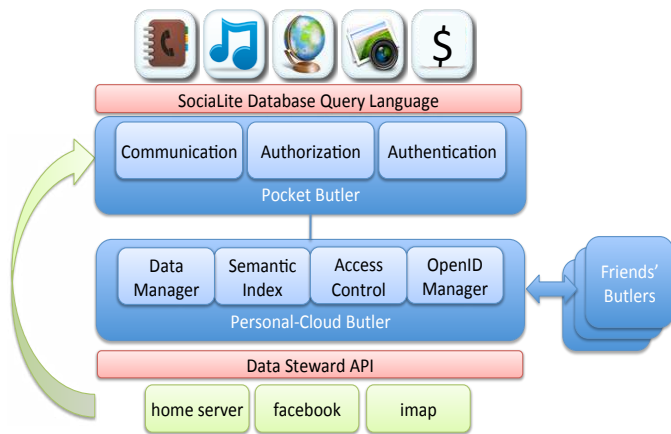 $
SociaLite Database Query Language
Communication Authorization Authentication
Pocket Butler
Data Manager
Semantic Index
Access Control
OpenID Manager
Personal-Cloud Butler
Friends’
Butlers
Data Steward API
home server facebook imap